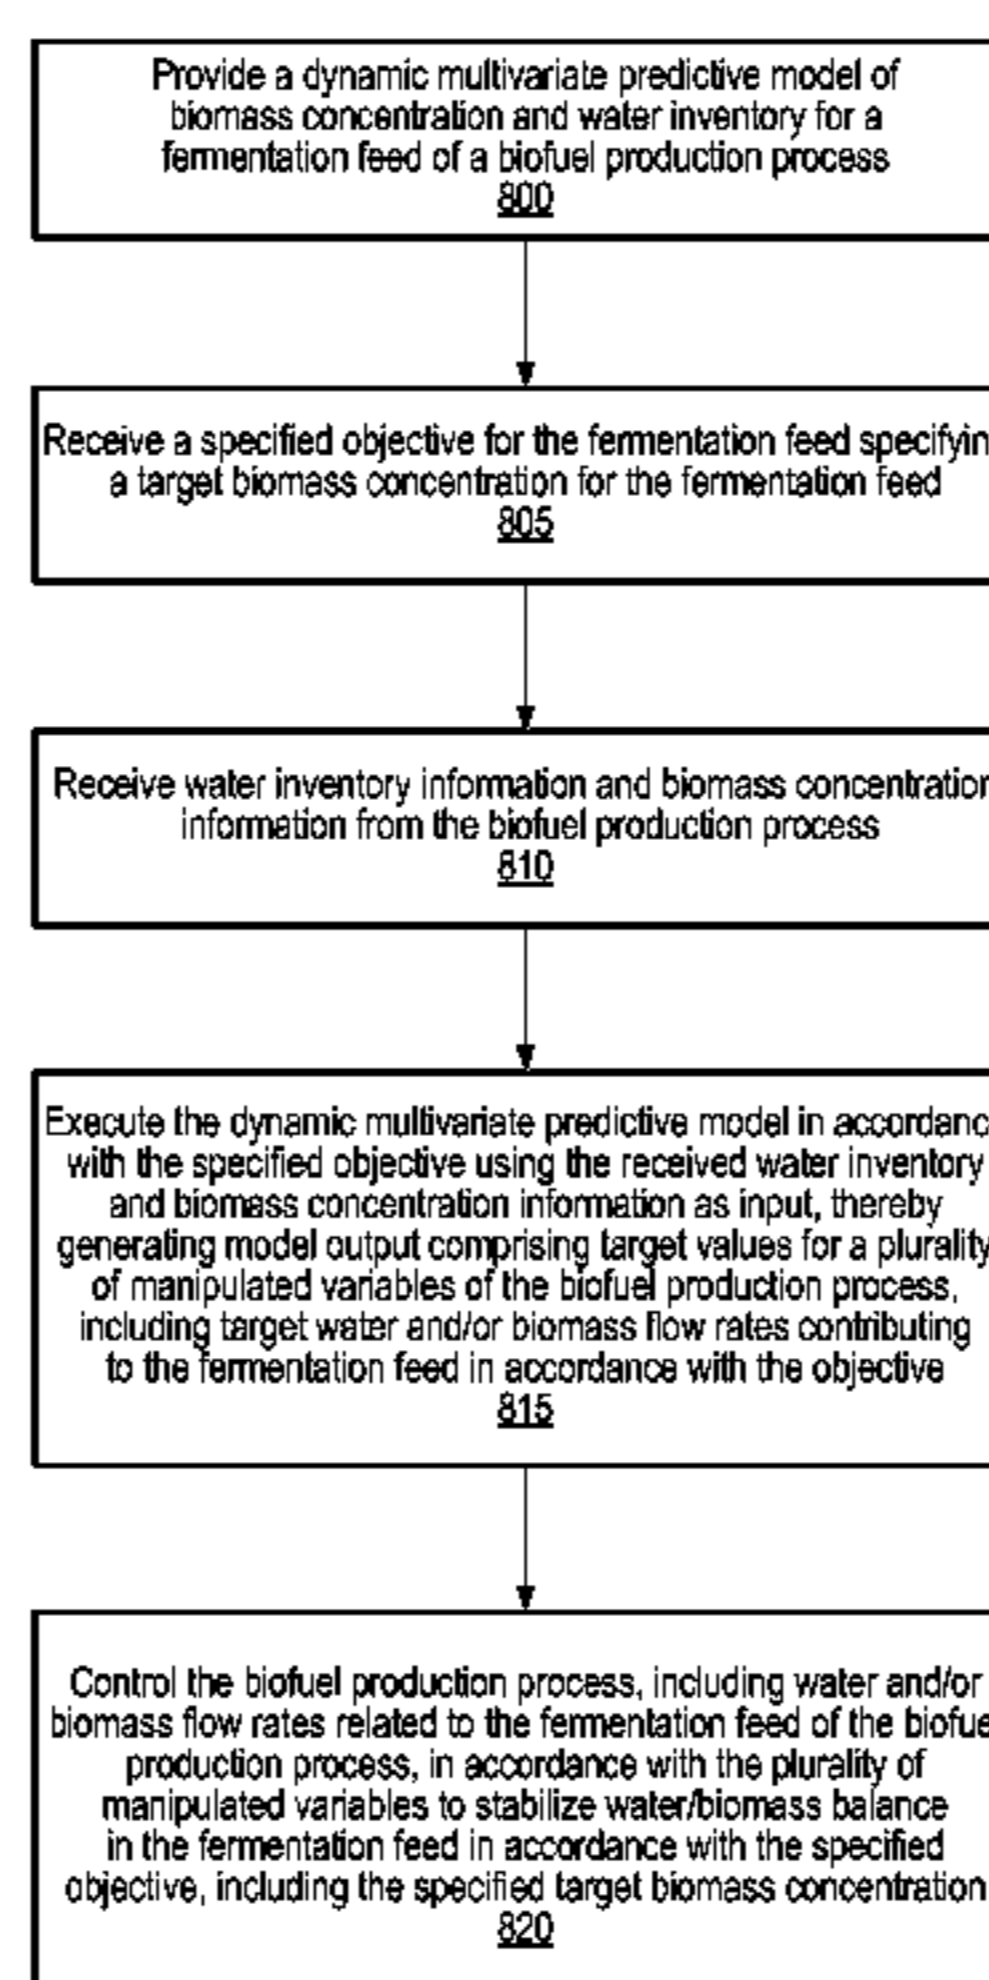 Provide a dynamic multivariate predictive model of
biomass concentration and water inventory for a
fermentation feed of a biofuel production process
800
Receive a specified objective for the fermentation feed specifyin
a target biomass concentration for the fermentation feed
805
Receive water inventory information and biomass concentration
information from the biofuel production process
810
Execute the dynamic multivariate predictive model in accordanc
with the specified objective using the received water inventory
and biomass concentration information as input, thereby
generating model output comprising target values for a plurality
of manipulated variables of the biofuel production process,
including target water and/or biomass flow rates contributing
to the fermentation feed in accordance with the objective
815
Control the biofuel production process, including water and/or
biomass flow rates related to the fermentation feed of the biofue
production process, in accordance with the plurality of
manipulated variables to stabilize water/biomass balance
in the fermentation feed in accordance with the specified
objective, including the specified target biomass concentration
820